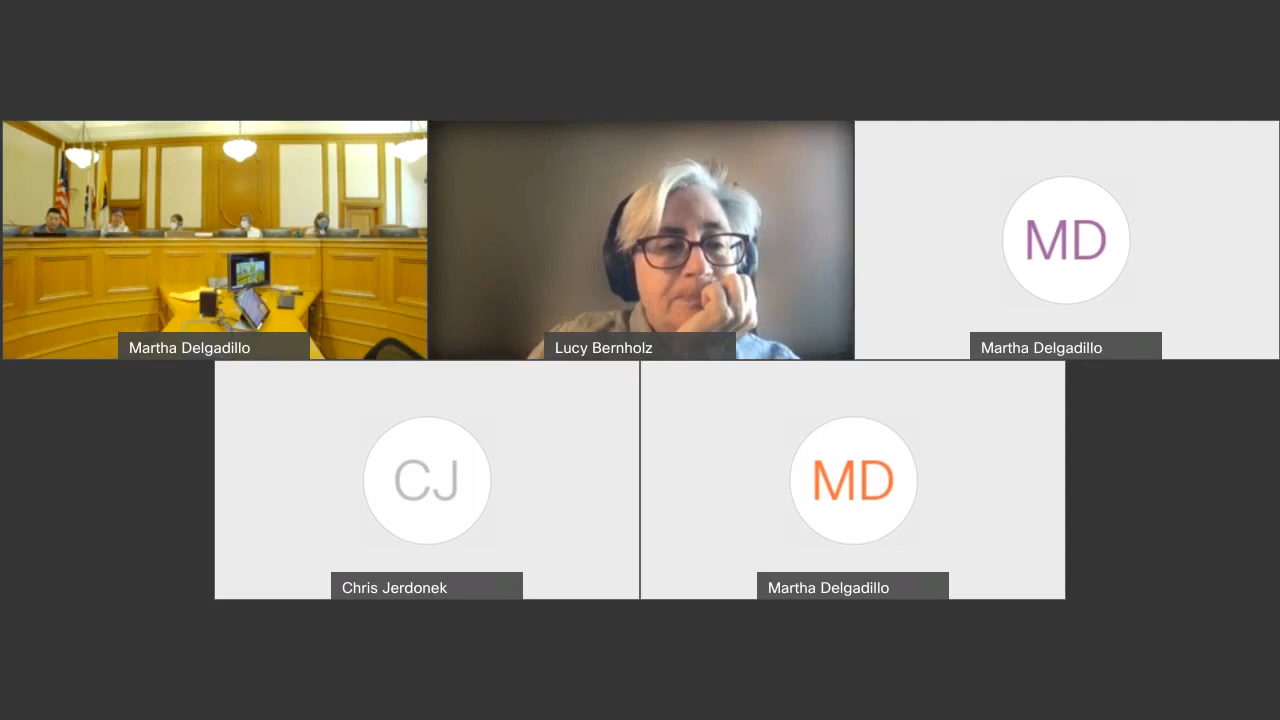 Martha Delgadillo
Lucy Bernholz
MD
Martha Delgadillo
CJ
Chris Jerdonek
MD
Martha Delgadillo